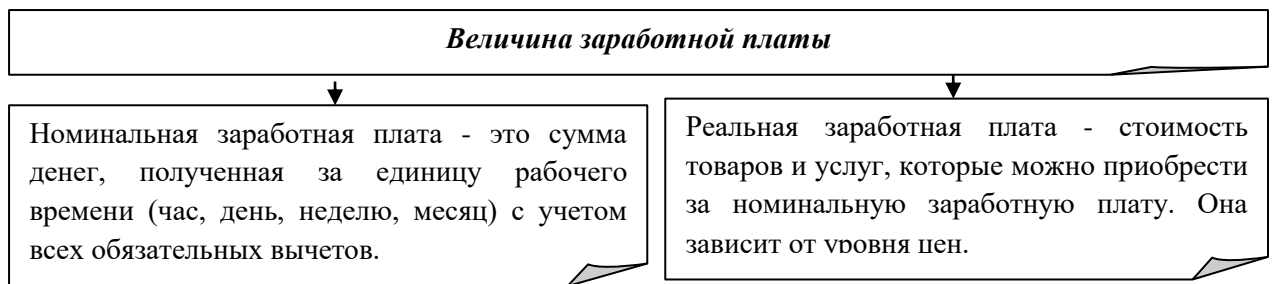 Величина заработной платы
Номинальная заработная плата - это сумма
денег, полученная за единицу рабочего
времени (час, день, неделю, месяц) с учетом
всех обязательных вычетов.
Реальная заработная плата - стоимость
товаров и услуг, которые можно приобрести
за номинальную заработную плату. Она
зависит от уровня цен.